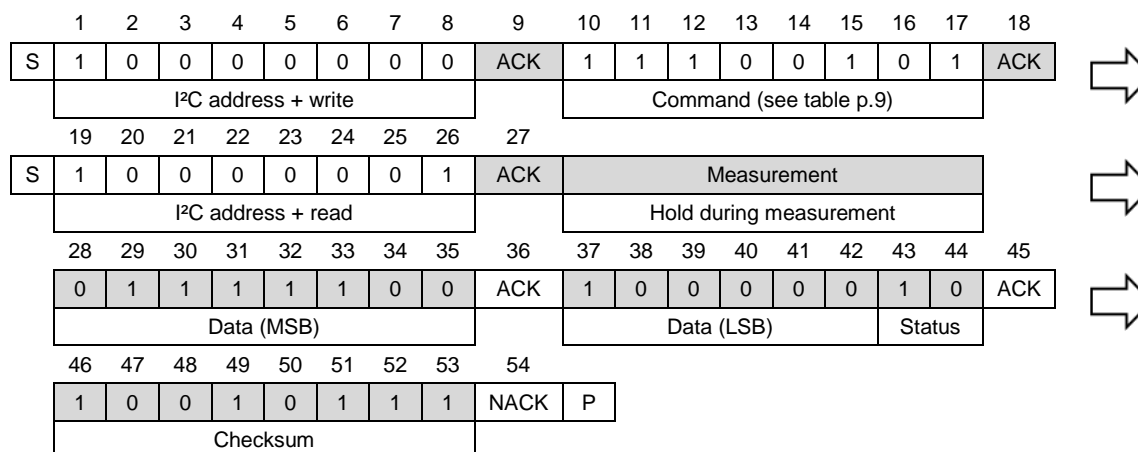 1 2 3 4 5 6 7 8 9 10 11 12 13 14 15 16 17 18
S 1 0 0 0 0 0 0 0 ACK 1 1 1 0 0 1 0 1 ACK
I²C address + write Command (see table p.9)
19 20 21 22 23 24 25 26 27
S 1 0 0 0 0 0 0 1 ACK Measurement
I²C address + read Hold during measurement
28 29 30 31 32 33 34 35 36 37 38 39 40 41 42 43 44 45
0 1 1 1 1 1 0 0 ACK 1 0 0 0 0 0 1 0 ACK
Data (MSB) Data (LSB) Status
46 47 48 49 50 51 52 53 54
1 0 0 1 0 1 1 1 NACK P
Checksum